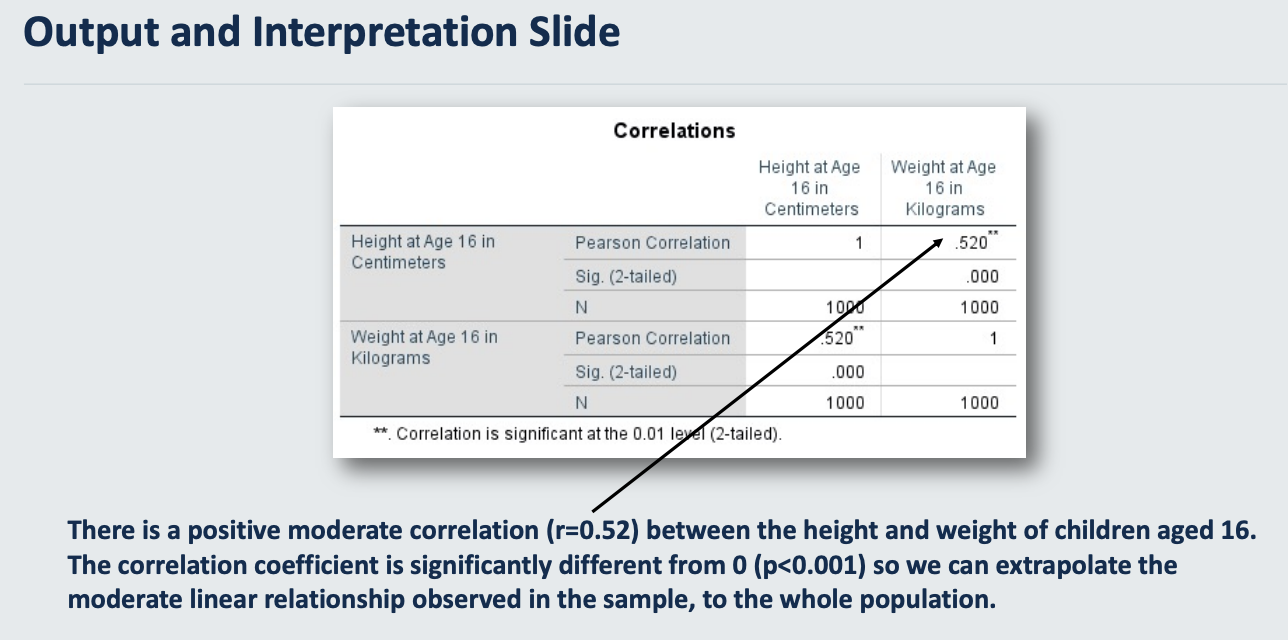 Output and Interpretation Slide
Correlations
Height at Age 16 in Centimeters Weight at Age 16 in Kilograms
Height at Age 16 in Centimeters Pearson Correlation 1 .520**
Sig. (2-tailed) .000
N 1000 1000
Weight at Age 16 in Kilograms Pearson Correlation .520** 1
Sig. (2-tailed) .000
N 1000 1000
**. Correlation is significant at the 0.01 level (2-tailed).
There is a positive moderate correlation (r=0.52) between the height and weight of children aged 16.
The correlation coefficient is significantly different from 0 (p<0.001) so we can extrapolate the
moderate linear relationship observed in the sample, to the whole population.